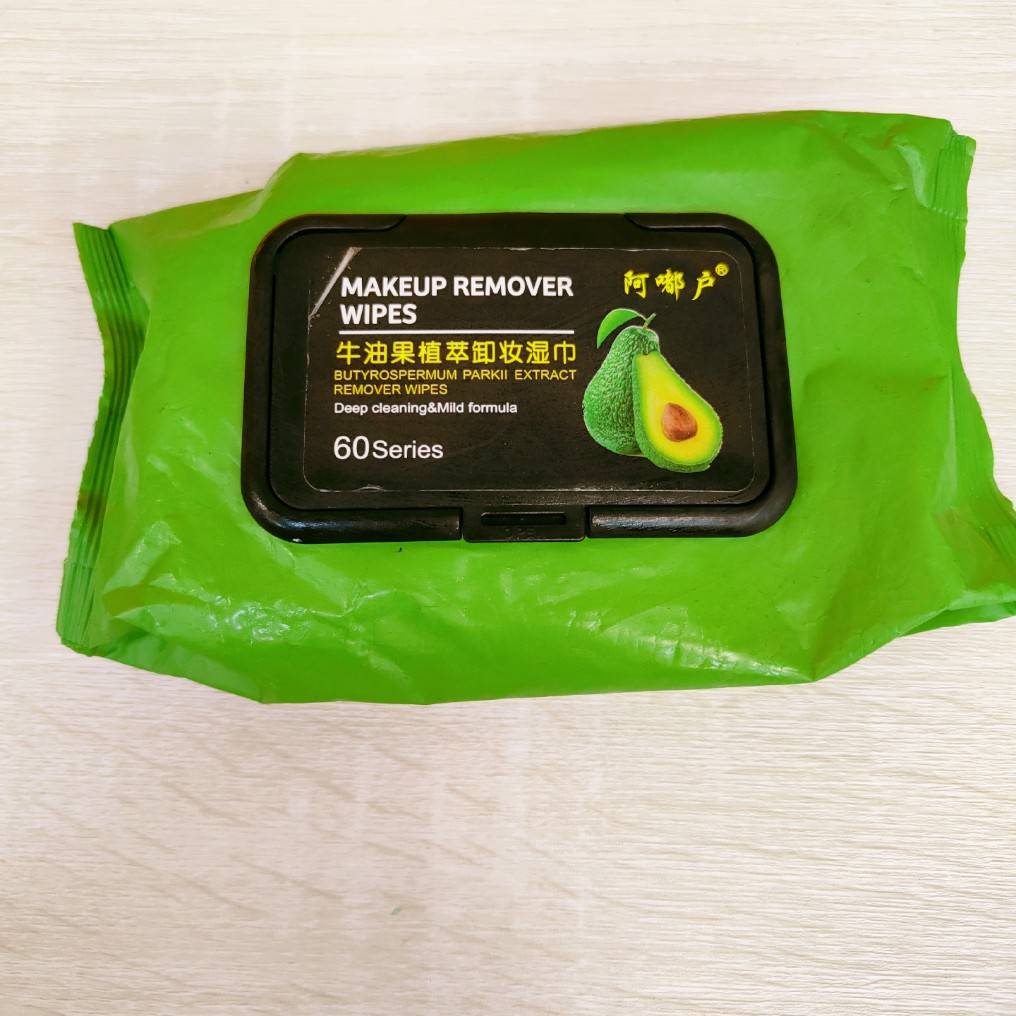 MAKEUP REMOVER
WIPES
阿嘟户®
牛油果植萃卸妆湿巾
BUTYROSPERMUM PARKII EXTRACT
REMOVER WIPES
Deep cleaning&Mild formula
60Series